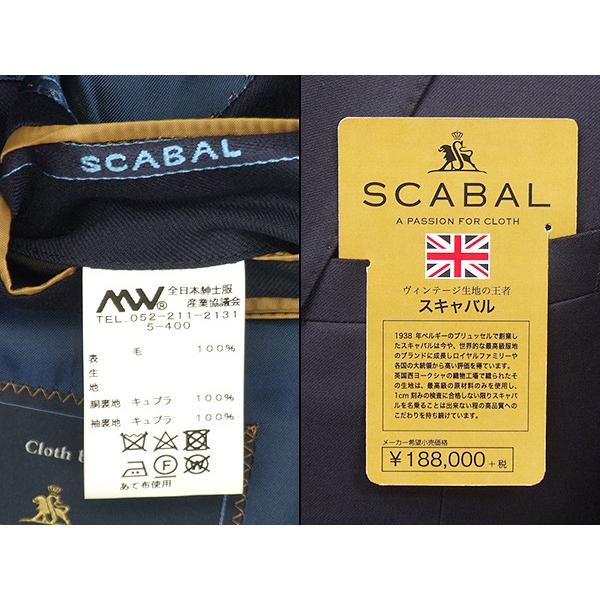 SCABAL
MW® 全日本紳士服
産業協議会
TEL.052-211-2131
5-400
表生地 毛 100%
胴裏地 キュプラ 100%
袖裏地 キュプラ 100%
あて布使用
Cloth
SCABAL
A PASSION FOR CLOTH
ヴィンテージ生地の王者
スキャバル
1938 年ベルギーのブリュッセルで創業し
たスキャバルは今や、世界的な最高級服地
のブランドに成長しロイヤルファミリーや
各国の大統領から高い評価を得ています。
英国西ヨークシャの織物工場で織られたそ
の生地は、最高級の原材料のみを使用し、
1cm 刻みの検査に合格しない限りスキャバ
ルを名乗ることは出来ない程の高品質への
こだわりを持ち続けています。
メーカー希望小売価格
¥188,000+税